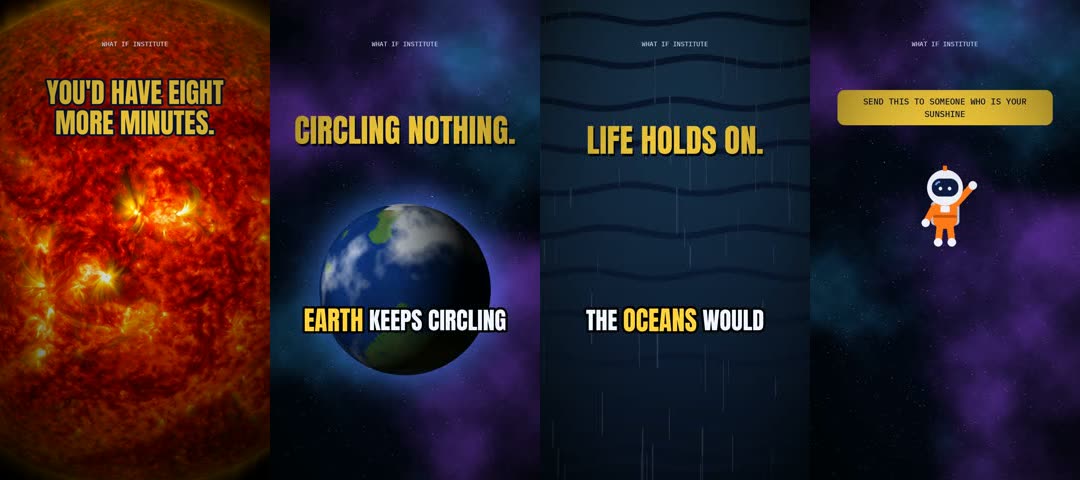 WHAT IF INSTITUTE
YOU'D HAVE EIGHT
MORE MINUTES.
WHAT IF INSTITUTE
CIRCLING NOTHING.
EARTH KEEPS CIRCLING
WHAT IF INSTITUTE
LIFE HOLDS ON.
THE OCEANS WOULD
WHAT IF INSTITUTE
SEND THIS TO SOMEONE WHO IS YOUR
SUNSHINE